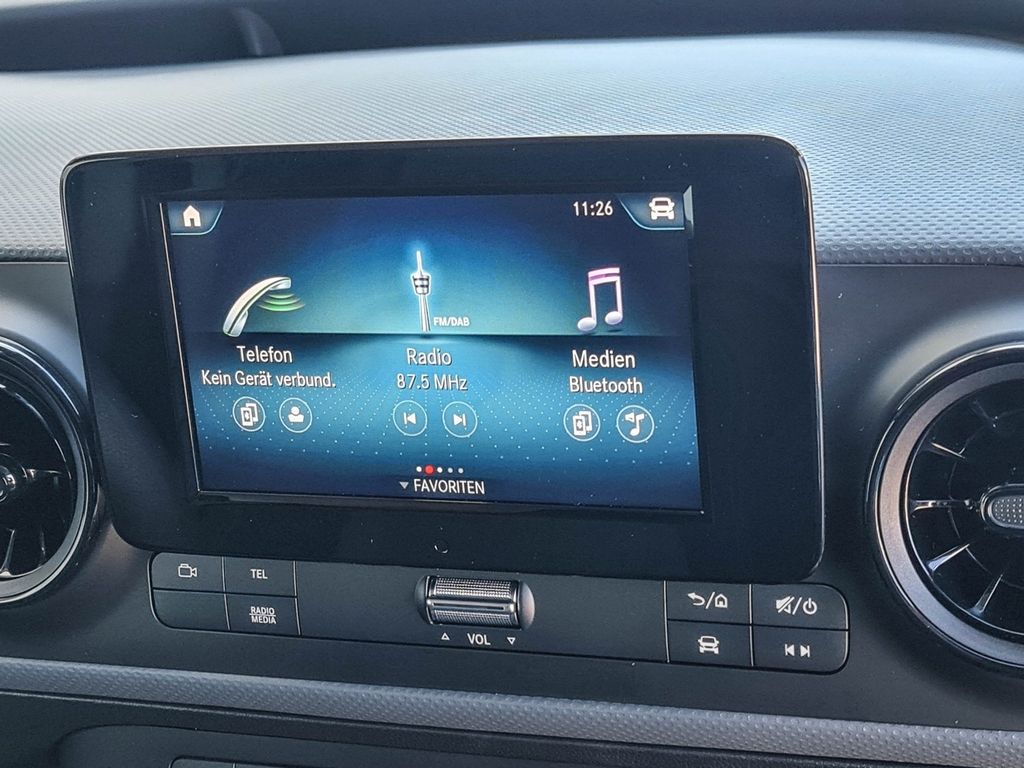 11:26
FM/DAB
Telefon
Radio
Medien
Kein Gerät verbund.
87.5 MHz
Bluetooth
FAVORITEN
TEL
RADIO
MEDIA
VOL